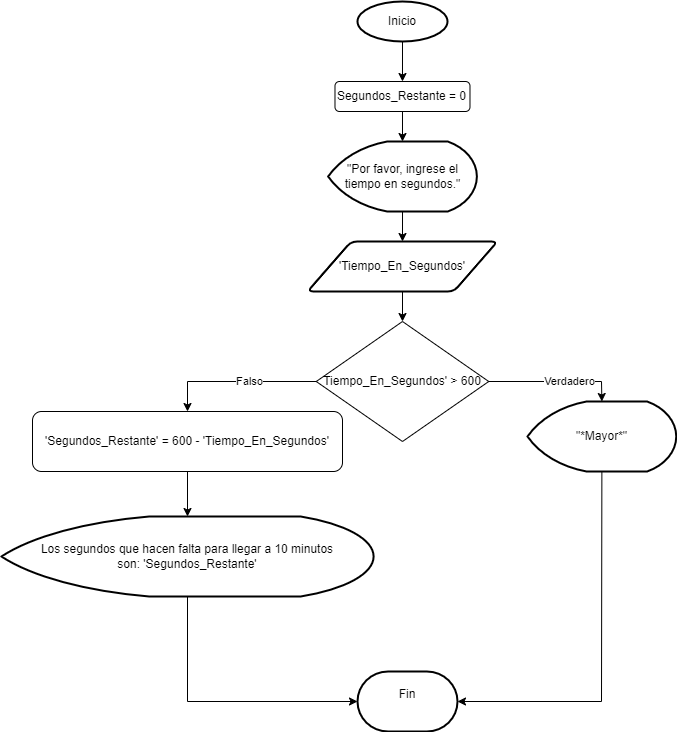 Inicio
Segundos_Restante = 0
"Por favor, ingrese el
tiempo en segundos."
'Tiempo_En_Segundos'
Tiempo_En_Segundos' > 600
Falso
Verdadero
'Segundos_Restante' = 600 - 'Tiempo_En_Segundos'
"*Mayor*"
Los segundos que hacen falta para llegar a 10 minutos
son: 'Segundos_Restante'
Fin